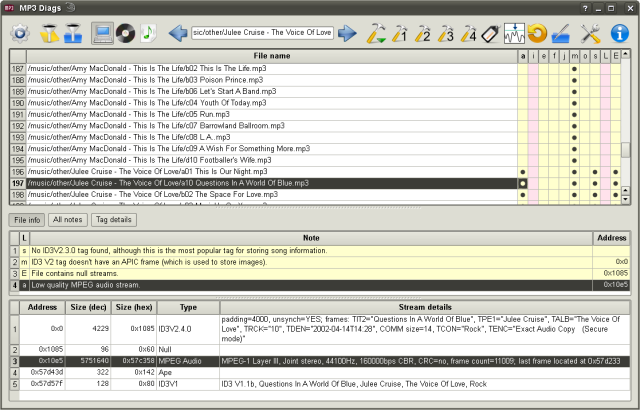 MP3 Diags
sic/other/Julee Cruise - The Voice Of Love
1 2 3 4
File name a i e f j m o s L E
187 /music/other/Amy MacDonald - This Is The Life/b02 This Is The Life.mp3
188 /music/other/Amy MacDonald - This Is The Life/b03 Poison Prince.mp3
189 /music/other/Amy MacDonald - This Is The Life/b06 Let's Start A Band.mp3
190 /music/other/Amy MacDonald - This Is The Life/c04 Youth Of Today.mp3
191 /music/other/Amy MacDonald - This Is The Life/c05 Run.mp3
192 /music/other/Amy MacDonald - This Is The Life/c07 Barrowland Ballroom.mp3
193 /music/other/Amy MacDonald - This Is The Life/c08 L.A..mp3
194 /music/other/Amy MacDonald - This Is The Life/c09 A Wish For Something More.mp3
195 /music/other/Amy MacDonald - This Is The Life/d10 Footballer's Wife.mp3
196 /music/other/Julee Cruise - The Voice Of Love/a01 This Is Our Night.mp3
197 /music/other/Julee Cruise - The Voice Of Love/a10 Questions In A World Of Blue.mp3
198 /music/other/Julee Cruise - The Voice Of Love/b02 The Space For Love.mp3
File info All notes Tag details
L Note Address
1 s No ID3V2.3.0 tag found, although this is the most popular tag for storing song information.
2 m ID3 V2 tag doesn't have an APIC frame (which is used to store images). 0x0
3 E File contains null streams. 0x1085
4 a Low quality MPEG audio stream. 0x10e5
Address Size (dec) Size (hex) Type Stream details
1 0x0 4229 0x1085 ID3V2.4.0 padding=4000, unsynch=YES; frames: TIT2="Questions In A World Of Blue", TPE1="Julee Cruise", TALB="The Voice Of
Love", TRCK="10", TDEN="2002-04-14T14:28", COMM size=14, TCON="Rock", TENC="Exact Audio Copy (Secure
mode)"
2 0x1085 96 0x60 Null
3 0x10e5 5751640 0x57c358 MPEG Audio MPEG-1 Layer III, Joint stereo, 44100Hz, 160000bps CBR, CRC=no, frame count=11009; last frame located at 0x57d233
4 0x57d43d 322 0x142 Ape
5 0x57d57f 128 0x80 ID3V1 ID3 V1.1b, Questions In A World Of Blue, Julee Cruise, The Voice Of Love, Rock